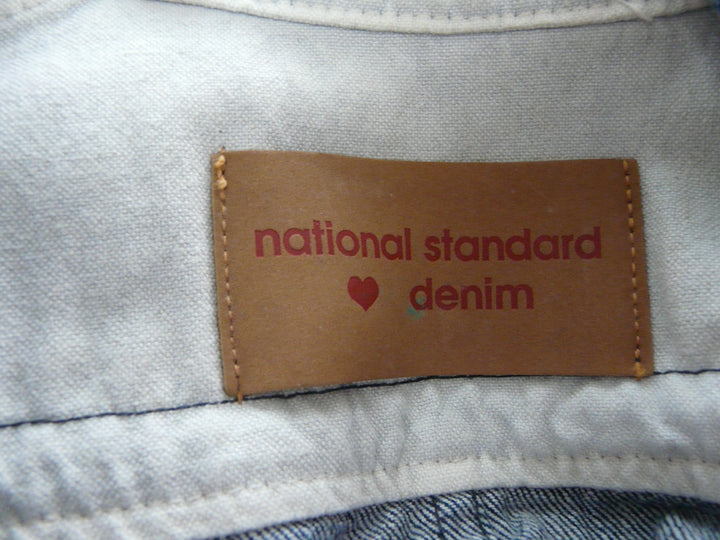 national standard
♥ denim